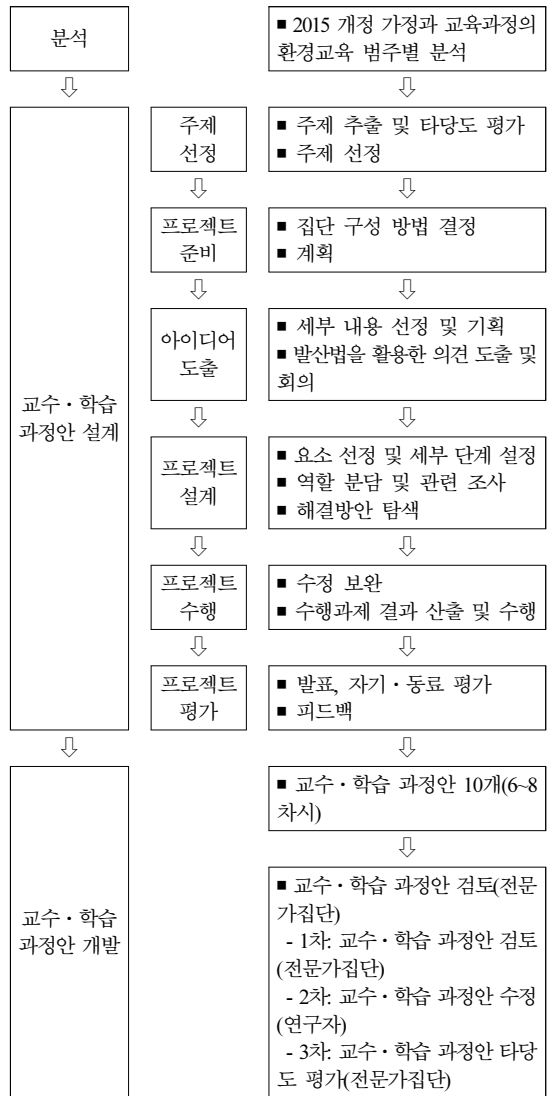 분석
■ 2015 개정 가정과 교육과정의
환경교육 범주별 분석
교수・학습
과정안 설계
주제
선정
■ 주제 추출 및 타당도 평가
■ 주제 선정
프로젝트
준비
■ 집단 구성 방법 결정
■ 계획
아이디어
도출
■ 세부 내용 선정 및 기획
■ 발산법을 활용한 의견 도출 및
회의
프로젝트
설계
■ 요소 선정 및 세부 단계 설정
■ 역할 분담 및 관련 조사
■ 해결방안 탐색
프로젝트
수행
■ 수정 보완
■ 수행과제 결과 산출 및 수행
프로젝트
평가
■ 발표, 자기・동료 평가
■ 피드백
교수・학습
과정안 개발
■ 교수・학습 과정안 10개(6~8
차시)
■ 교수・학습 과정안 검토(전문
가집단)
- 1차: 교수・학습 과정안 검토
(전문가집단)
- 2차: 교수・학습 과정안 수정
(연구자)
- 3차: 교수・학습 과정안 타당
도 평가(전문가집단)